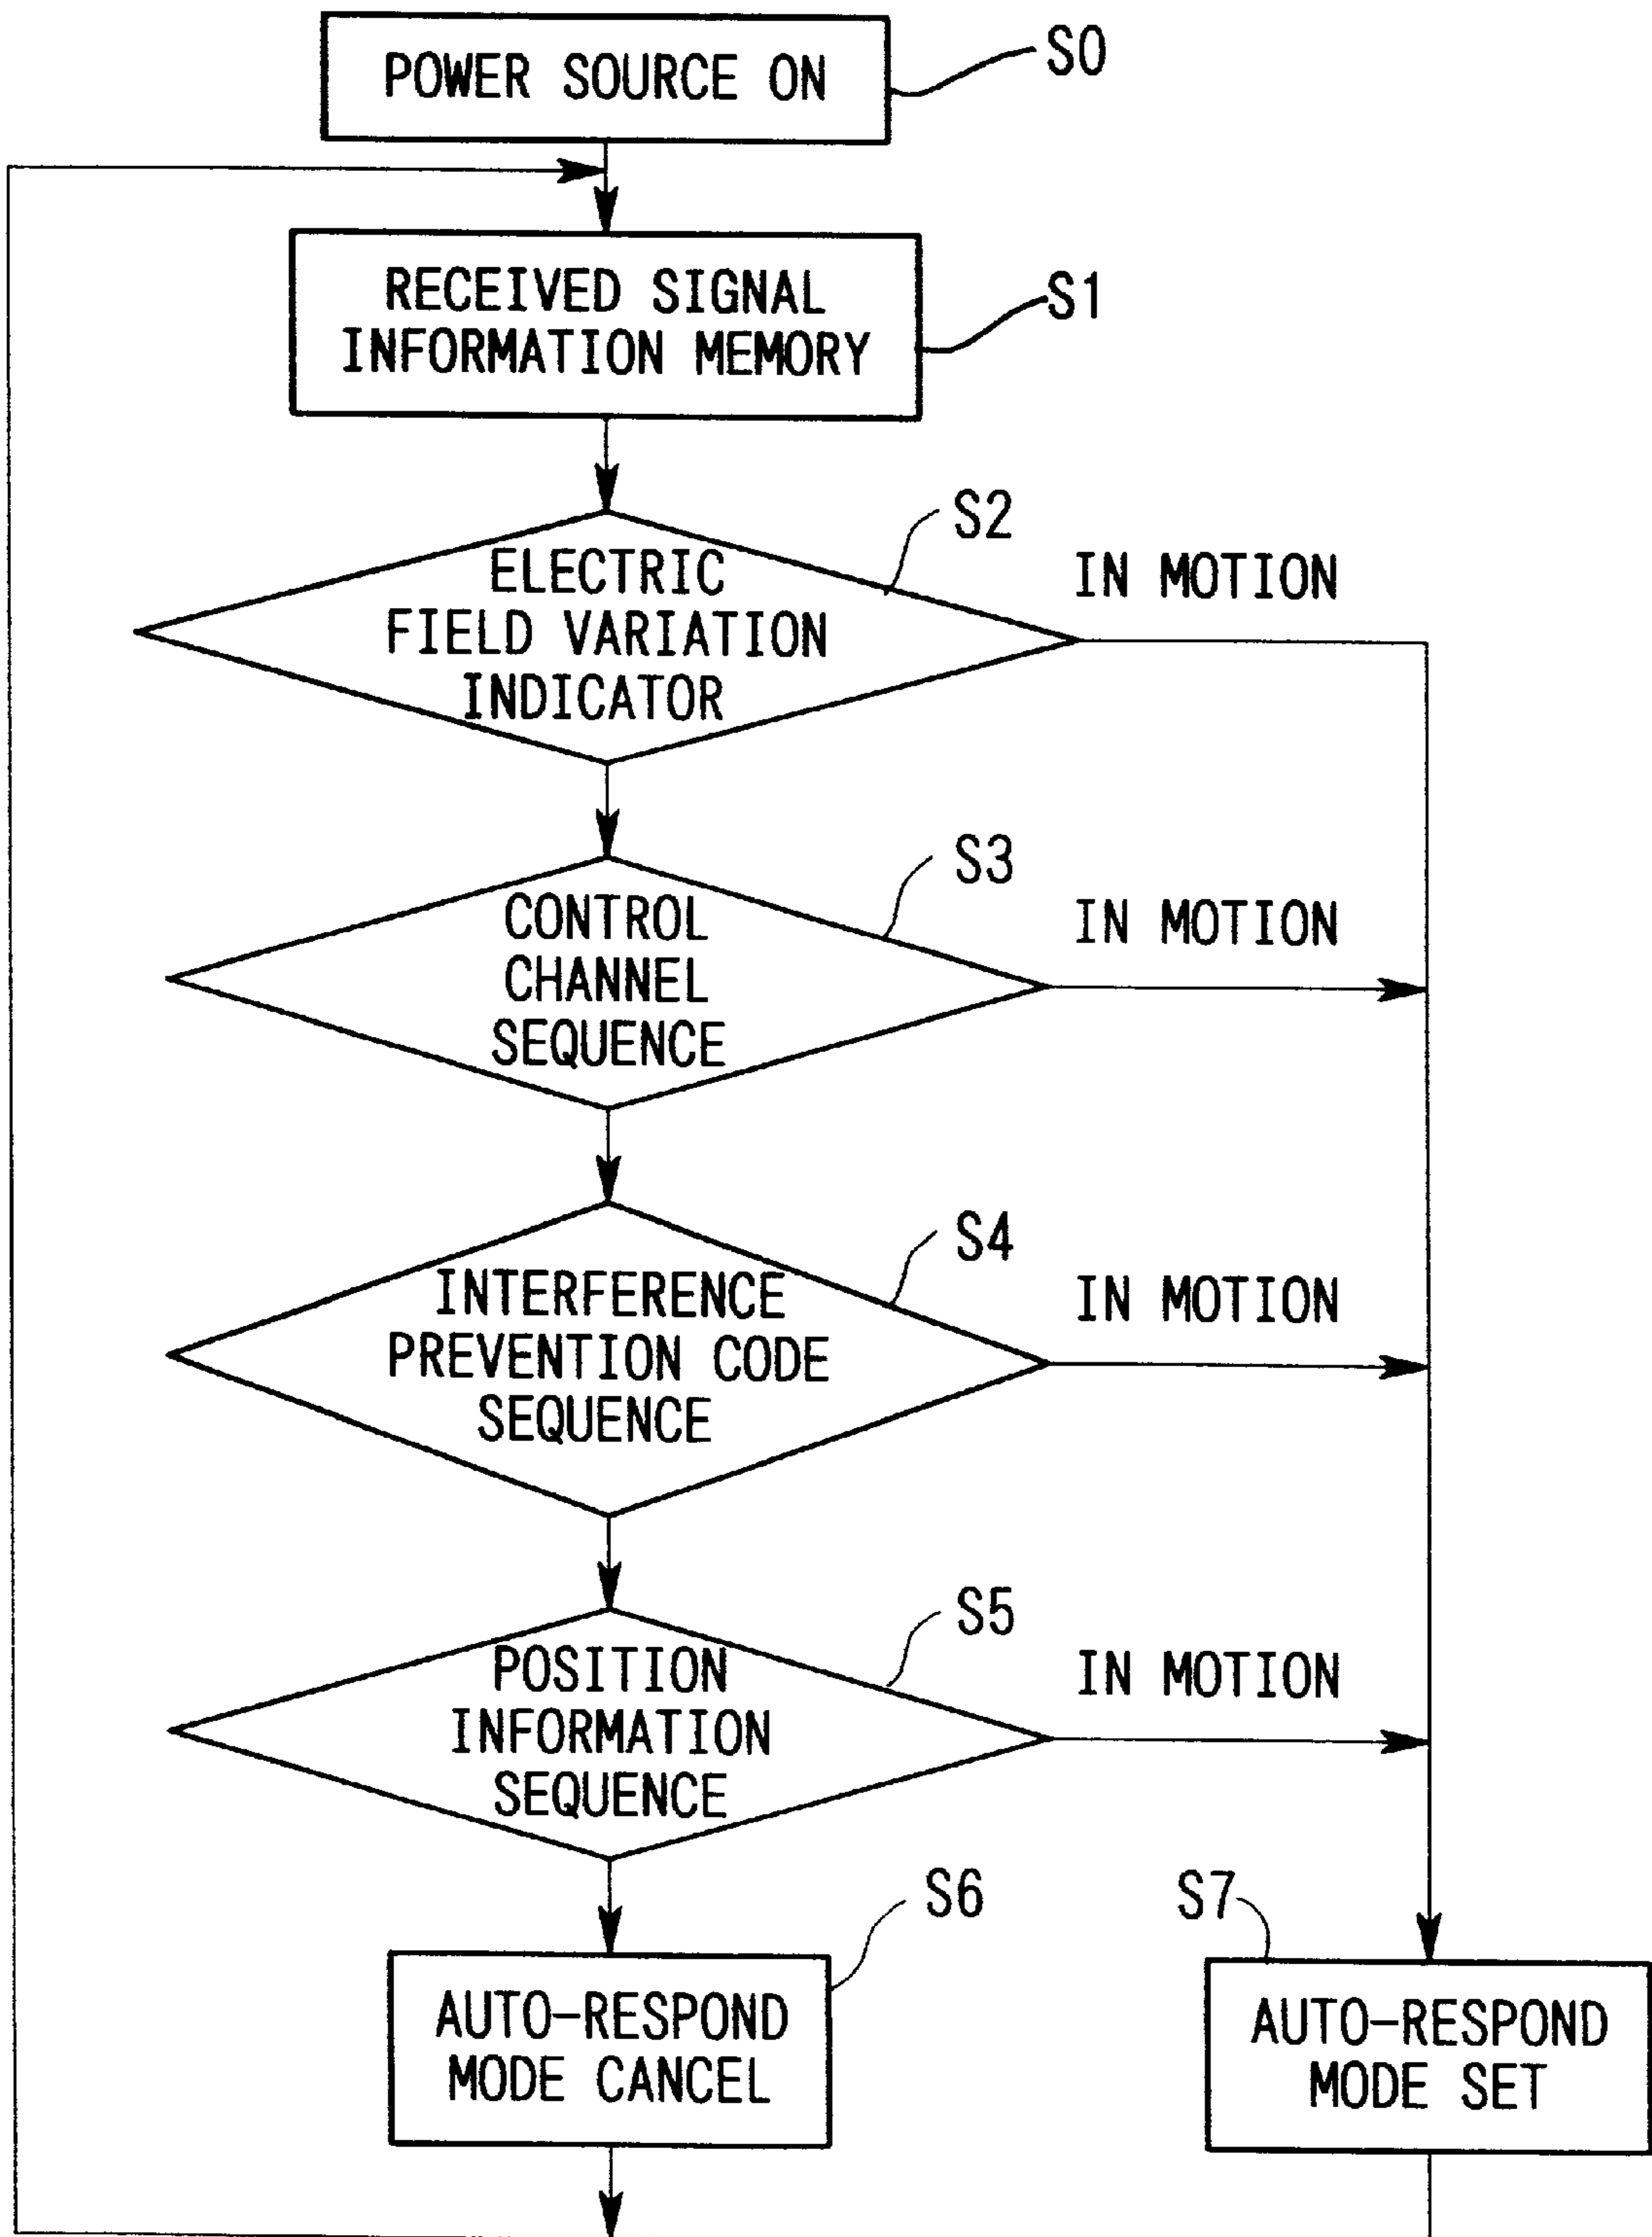 POWER SOURCE ON
S0
RECEIVED SIGNAL
INFORMATION MEMORY
S1
S2
ELECTRIC
FIELD VARIATION
INDICATOR
IN MOTION
S3
CONTROL
CHANNEL
SEQUENCE
IN MOTION
S4
INTERFERENCE
PREVENTION CODE
SEQUENCE
IN MOTION
S5
POSITION
INFORMATION
SEQUENCE
IN MOTION
S6
AUTO-RESPOND
MODE CANCEL
S7
AUTO-RESPOND
MODE SET